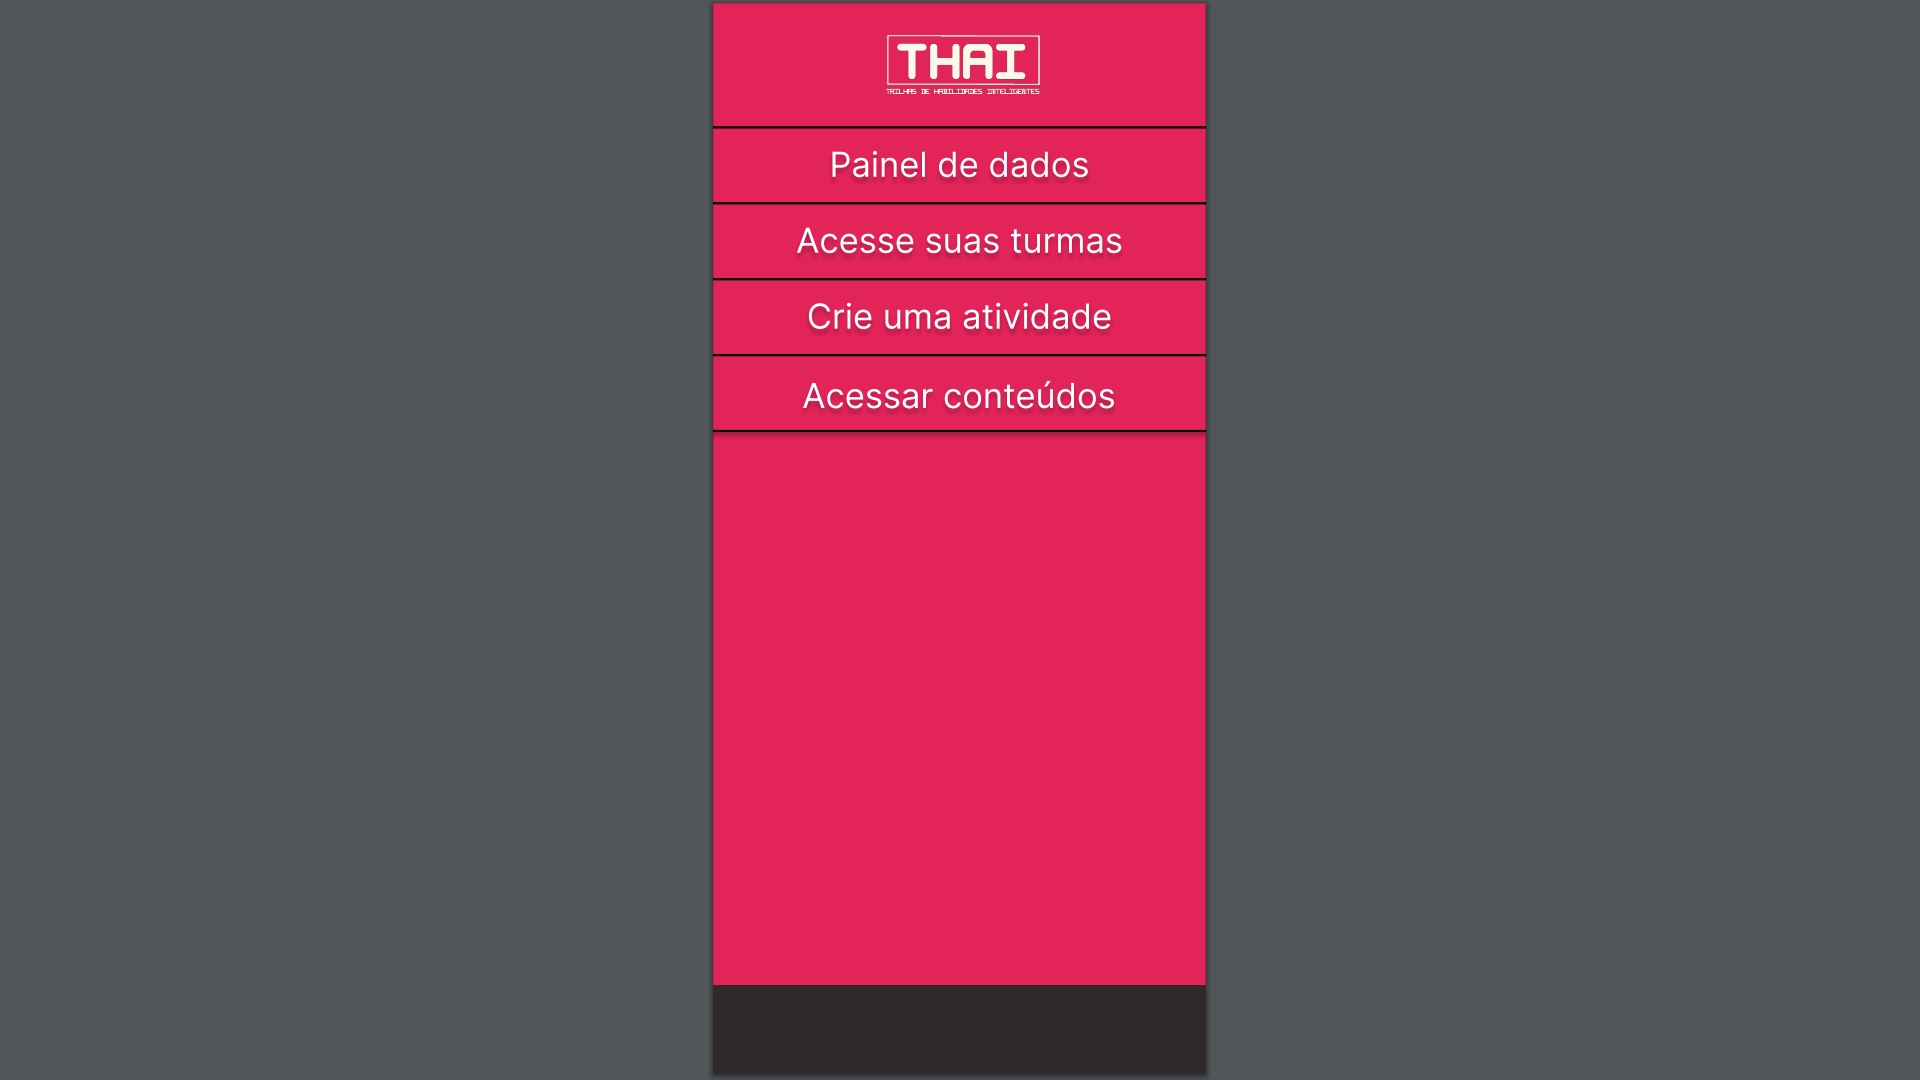 THAI
TRILHAS DE HABILIDADES INTELIGENTES
Painel de dados
Acesse suas turmas
Crie uma atividade
Acessar conteúdos